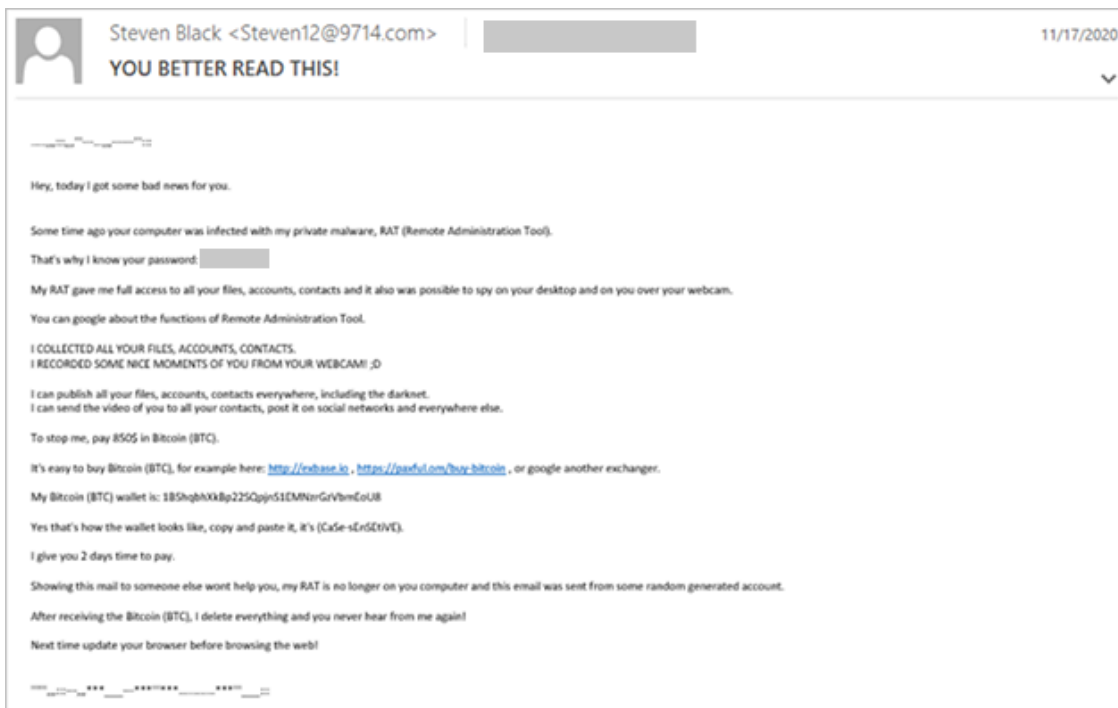 Steven Black <Steven12@9714.com>
11/17/2020
YOU BETTER READ THIS!
Hey, today I got some bad news for you.
Some time ago your computer was infected with my private malware, RAT (Remote Administration Tool).
That's why I know your password:
My RAT gave me full access to all your files, accounts, contacts and it also was possible to spy on your desktop and on you over your webcam.
You can google about the functions of Remote Administration Tool.
I COLLECTED ALL YOUR FILES, ACCOUNTS, CONTACTS.
I RECORDED SOME NICE MOMENTS OF YOU FROM YOUR WEBCAM! ;D
I can publish all your files, accounts, contacts everywhere, including the darknet.
I can send the video of you to all your contacts, post it on social networks and everywhere else.
To stop me, pay 850$ in Bitcoin (BTC).
It's easy to buy Bitcoin (BTC), for example here: http://exbase.io , https://paxful.om/buy-bitcoin , or google another exchanger.
My Bitcoin (BTC) wallet is:
Yes that's how the wallet looks like, copy and paste it, it's (CaSe-sEnSEtiVE).
I give you 2 days time to pay.
Showing this mail to someone else wont help you, my RAT is no longer on you computer and this email was sent from some random generated account.
After receiving the Bitcoin (BTC), I delete everything and you never hear from me again!
Next time update your browser before browsing the web!